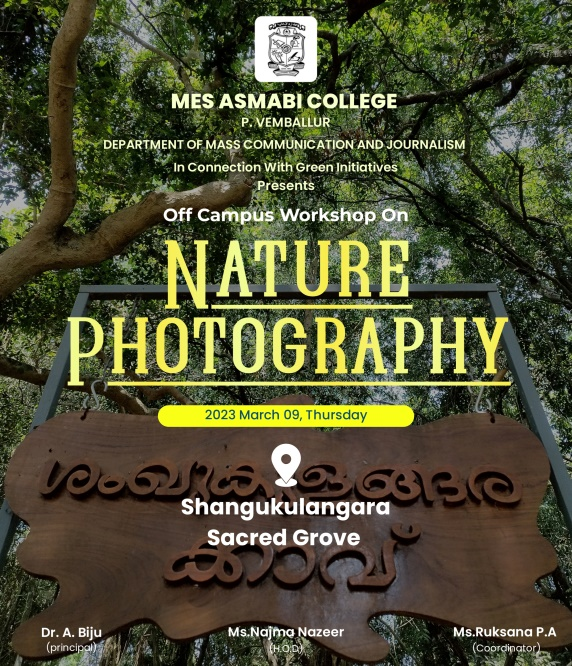 MES ASMABI COLLEGE
P. VEMBALLUR
DEPARTMENT OF MASS COMMUNICATION AND JOURNALISM
In Connection With Green Initiatives
Presents
Off Campus Workshop On
NATURE
PHOTOGRAPHY
2023 March 09, Thursday
ശംഖുകുളങ്ങര
Shangukulangara
Sacred Grove
കാവ്
Dr. A. Biju
Ms.Najma Nazeer
Ms.Ruksana P.A
(principal)
(H.O.D)
(Coordinator)